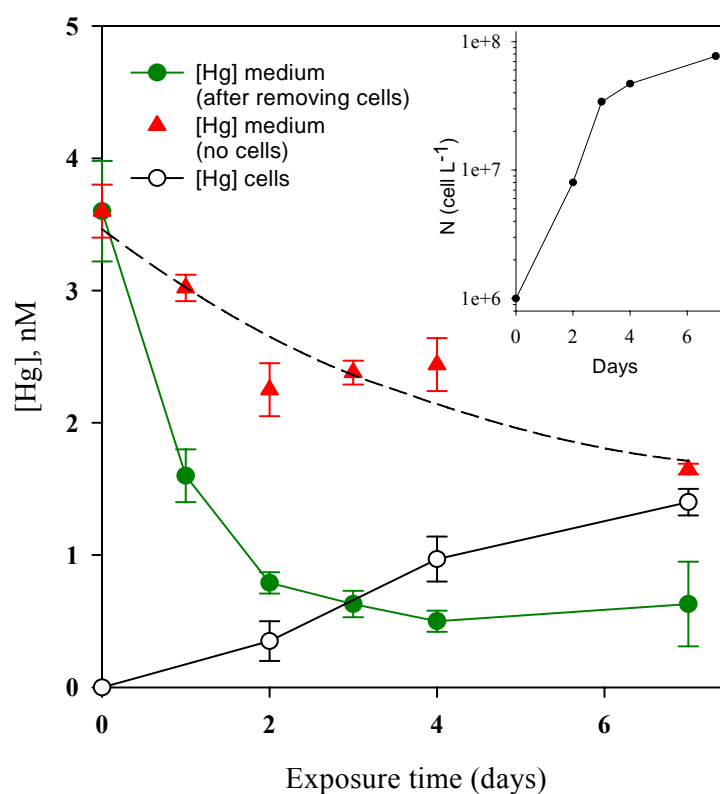 5
4
3
2
1
0
[Hg], nM
[Hg] medium
(after removing cells)
[Hg] medium
(no cells)
[Hg] cells
0
2
4
6
Exposure time (days)
1e+8
1e+7
1e+6
N (cell L-1)
0
2
4
6
Days